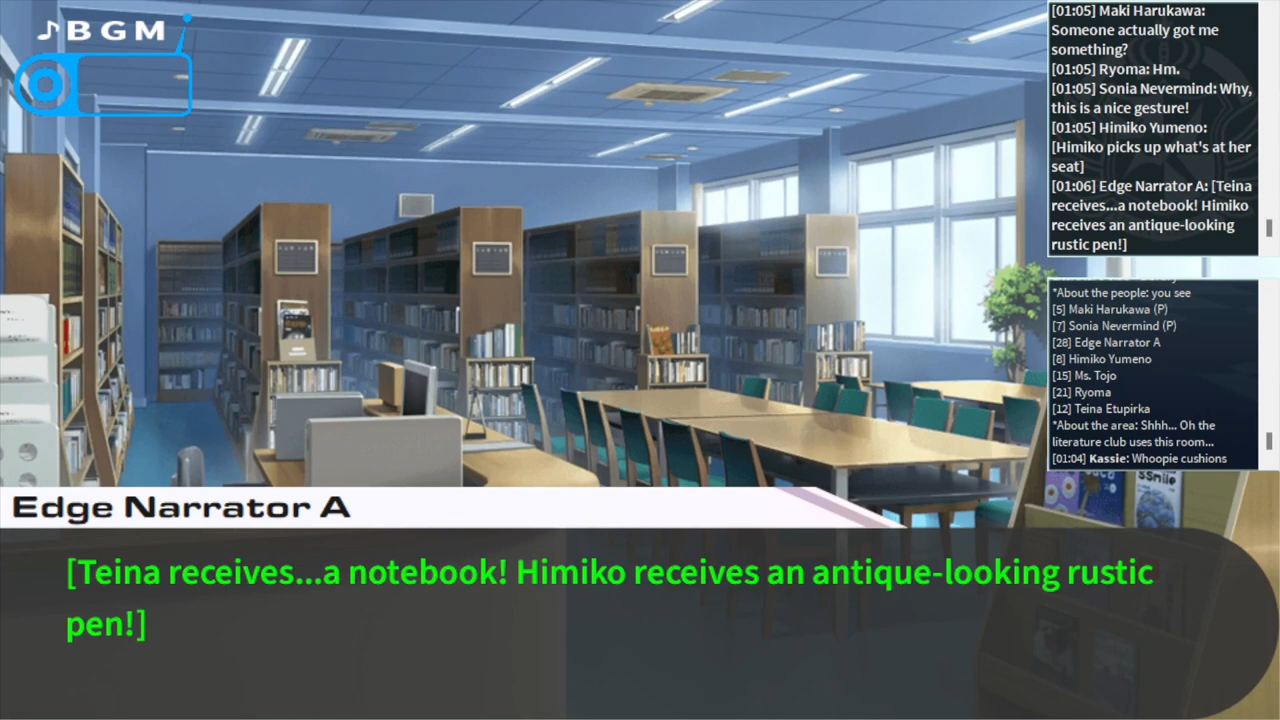 ♪BGM
[01:05] Maki Harukawa:
Someone actually got me
something?
[01:05] Ryoma: Hm.
[01:05] Sonia Nevermind: Why,
this is a nice gesture!
[01:05] Himiko Yumeno:
[Himiko picks up what's at her
seat]
[01:06] Edge Narrator A: [Teina
receives...a notebook! Himiko
receives an antique-looking
rustic pen!]
*About the people: you see
[5] Maki Harukawa (P)
[7] Sonia Nevermind (P)
[28] Edge Narrator A
[8] Himiko Yumeno
[15] Ms. Tojo
[21] Ryoma
[12] Teina Etupirka
*About the area: Shhh... Oh the
literature club uses this room...
[01:04] Kassie: Whoopie cushions
SSmile
Edge Narrator A
[Teina receives...a notebook! Himiko receives an antique-looking rustic
pen!]